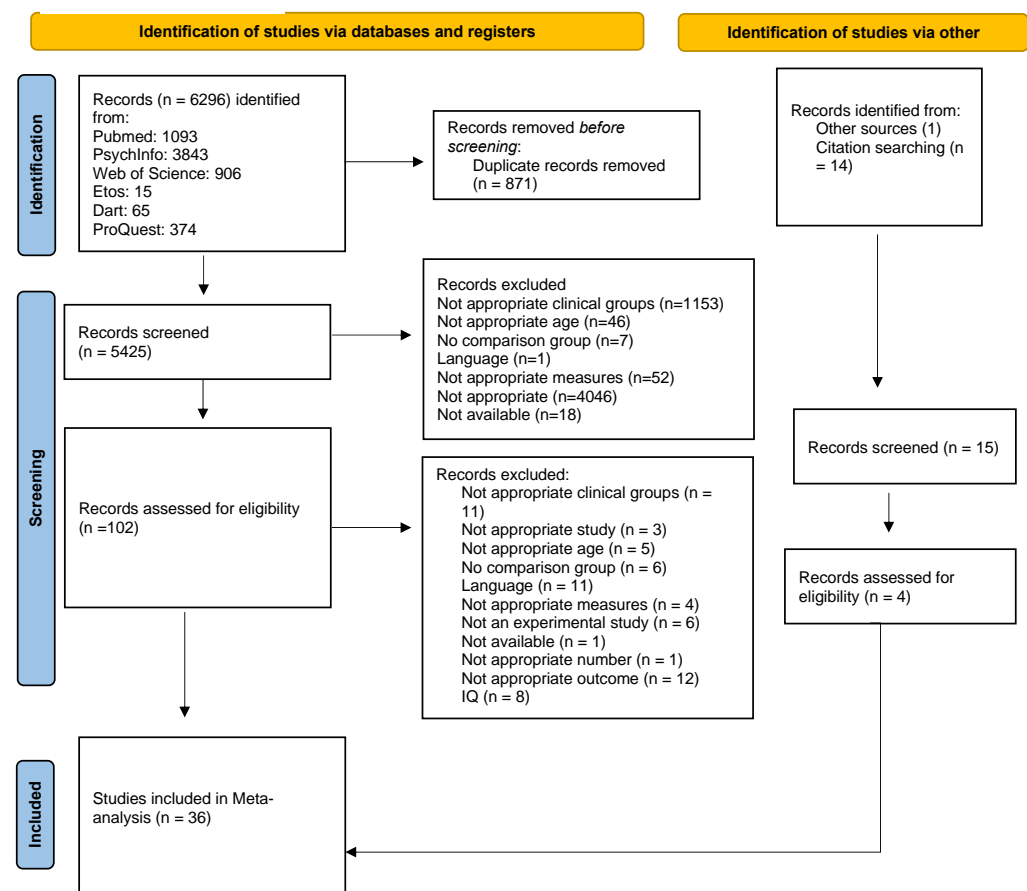 Identification of studies via databases and registers
Identification of studies via other
Identification
Records (n = 6296) identified
from:
Pubmed: 1093
PsychInfo: 3843
Web of Science: 906
Etos: 15
Dart: 65
ProQuest: 374
Records removed before
screening:
Duplicate records removed
(n = 871)
Records identified from:
Other sources (1)
Citation searching (n
= 14)
Screening
Records screened
(n = 5425)
Records excluded
Not appropriate clinical groups (n=1153)
Not appropriate age (n=46)
No comparison group (n=7)
Language (n=1)
Not appropriate measures (n=52)
Not appropriate (n=4046)
Not available (n=18)
Records screened (n = 15)
Records assessed for eligibility
(n =102)
Records excluded:
Not appropriate clinical groups (n =
11)
Not appropriate study (n = 3)
Not appropriate age (n = 5)
No comparison group (n = 6)
Language (n = 11)
Not appropriate measures (n = 4)
Not an experimental study (n = 6)
Not available (n = 1)
Not appropriate number (n = 1)
Not appropriate outcome (n = 12)
IQ (n = 8)
Records assessed for
eligibility (n = 4)
Included
Studies included in Meta-
analysis (n = 36)